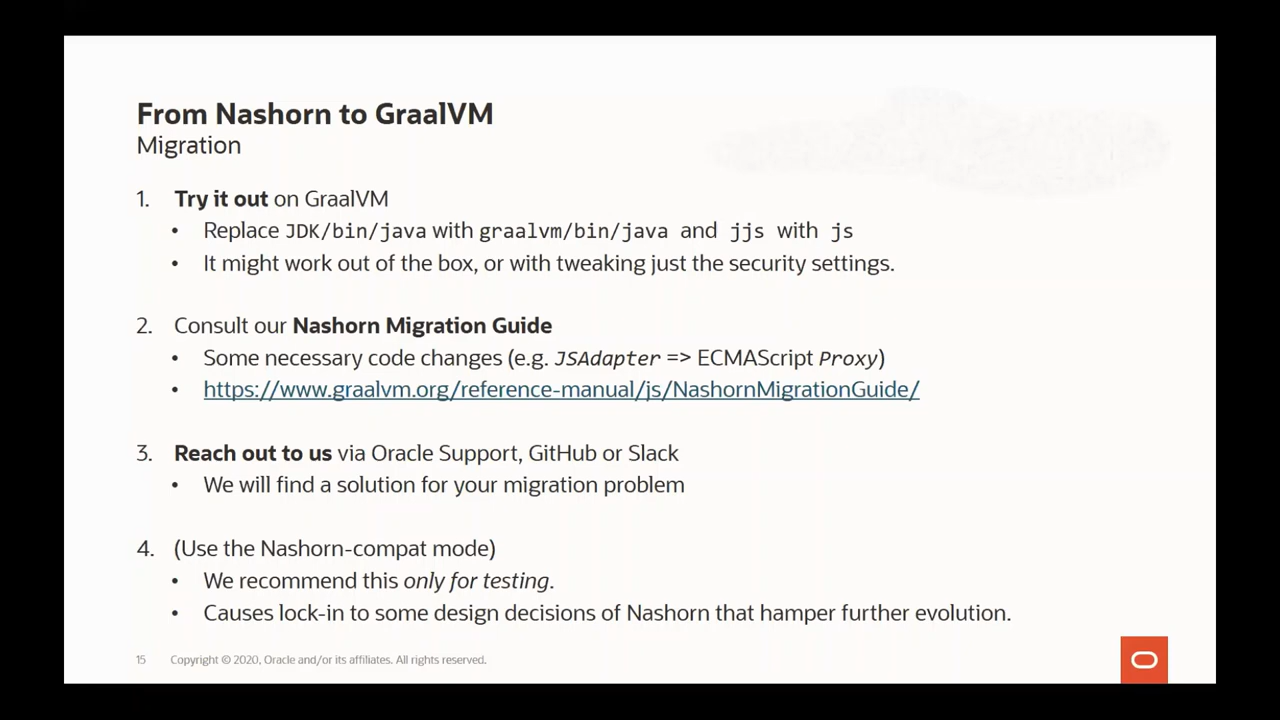 From Nashorn to GraalVM
Migration
1. Try it out on GraalVM
• Replace JDK/bin/java with graalvm/bin/java and jjs with js
• It might work out of the box, or with tweaking just the security settings.
2. Consult our Nashorn Migration Guide
• Some necessary code changes (e.g. JSAdapter => ECMAScript Proxy)
• https://www.graalvm.org/reference-manual/js/NashornMigrationGuide/
3. Reach out to us via Oracle Support, GitHub or Slack
• We will find a solution for your migration problem
4. (Use the Nashorn-compat mode)
• We recommend this only for testing.
• Causes lock-in to some design decisions of Nashorn that hamper further evolution.
15 Copyright © 2020, Oracle and/or its affiliates. All rights reserved.